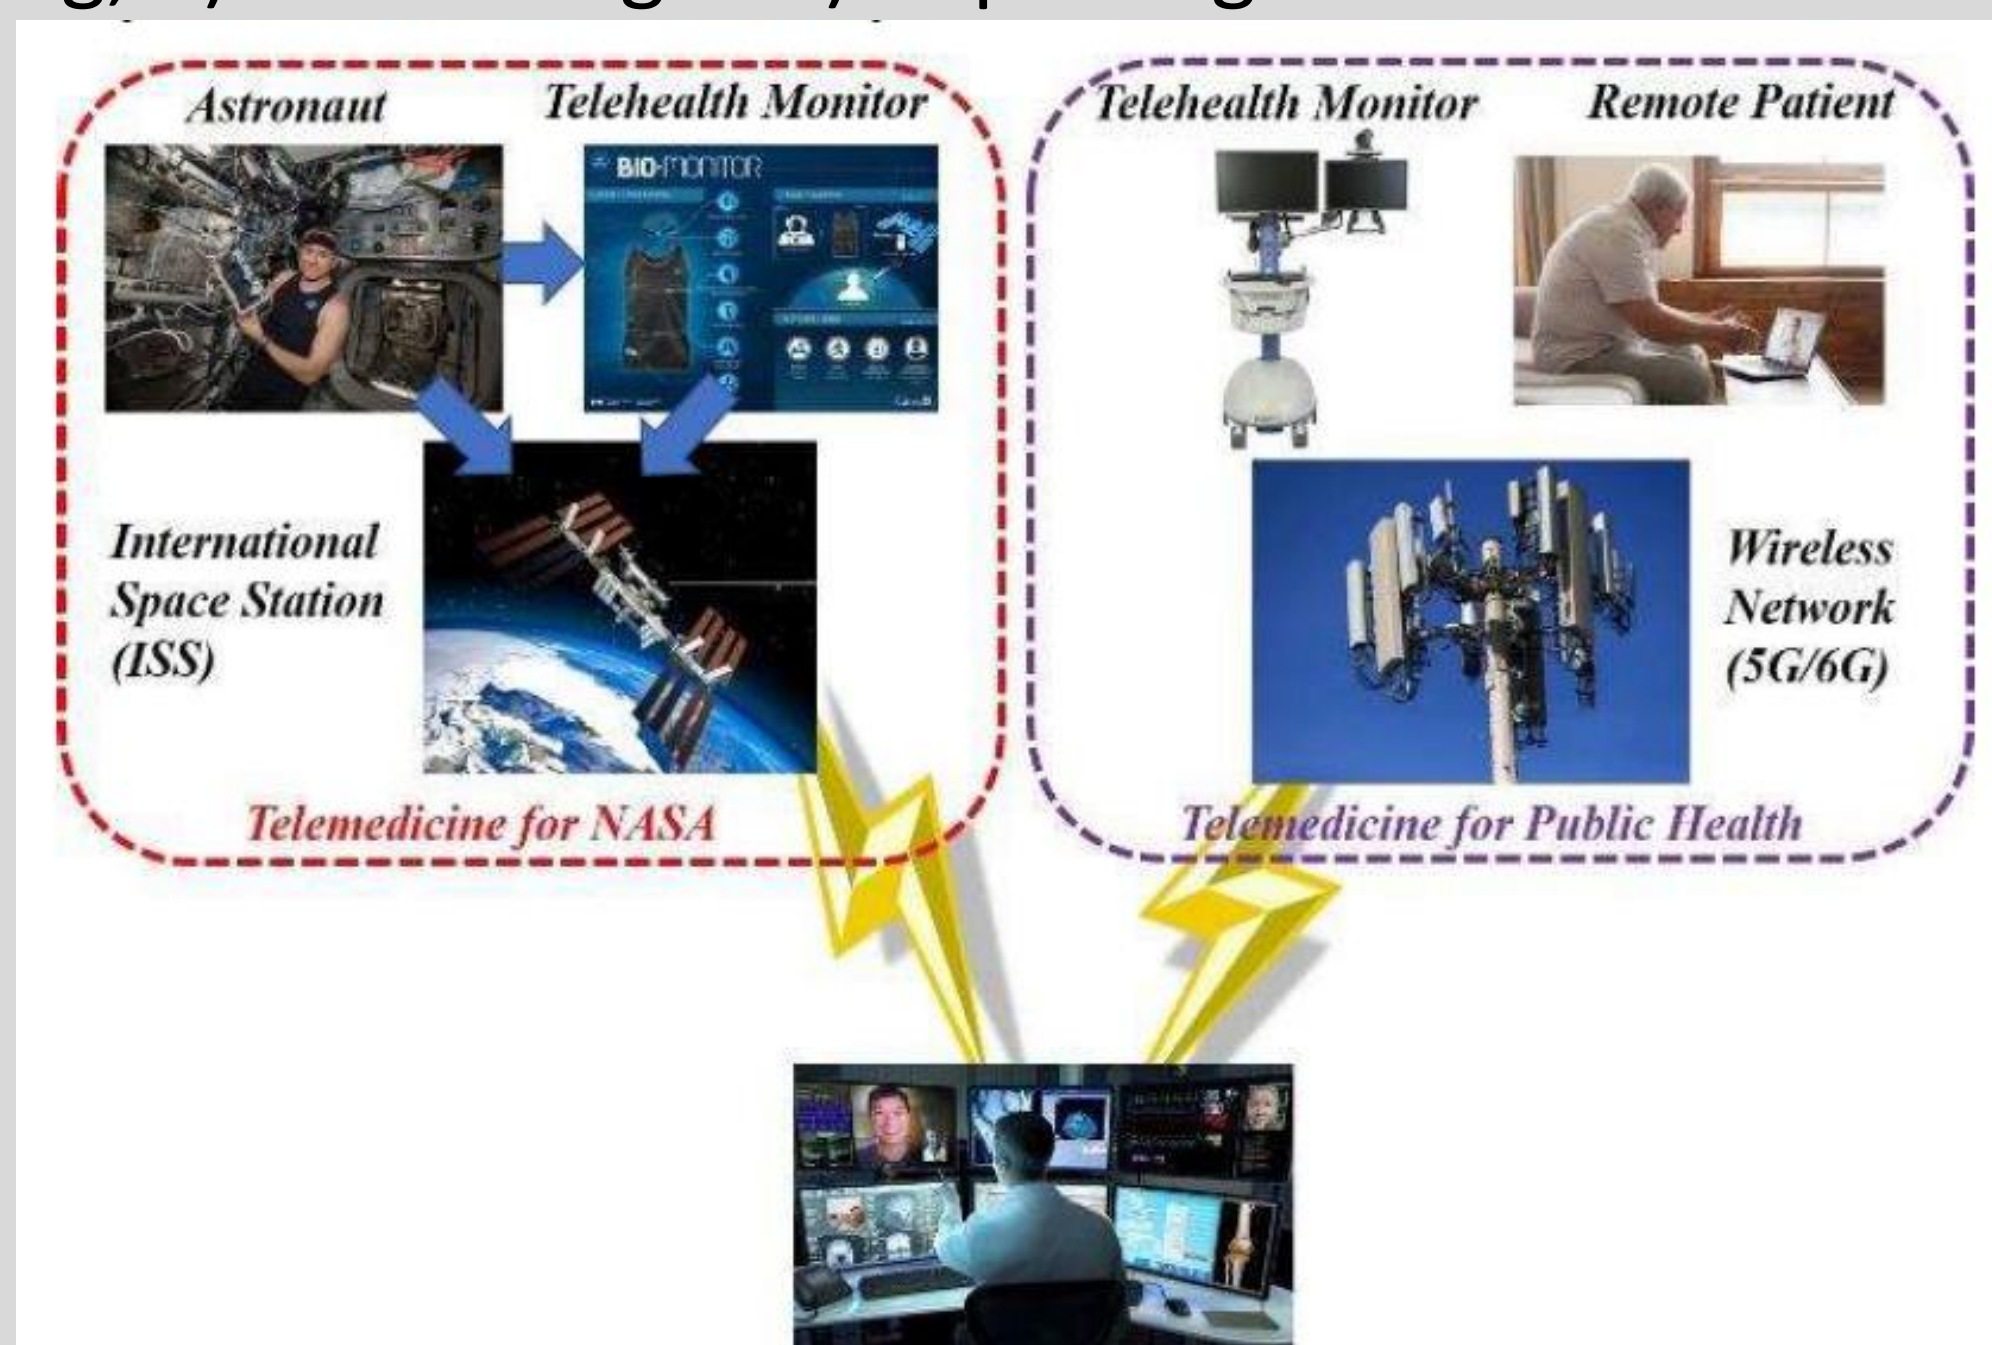 Astronaut
Telehealth Monitor
BIO-MONITOR
International
Space Station
(ISS)
Telemedicine for NASA
Telehealth Monitor
Remote Patient
Wireless
Network
(5G/6G)
Telemedicine for Public Health